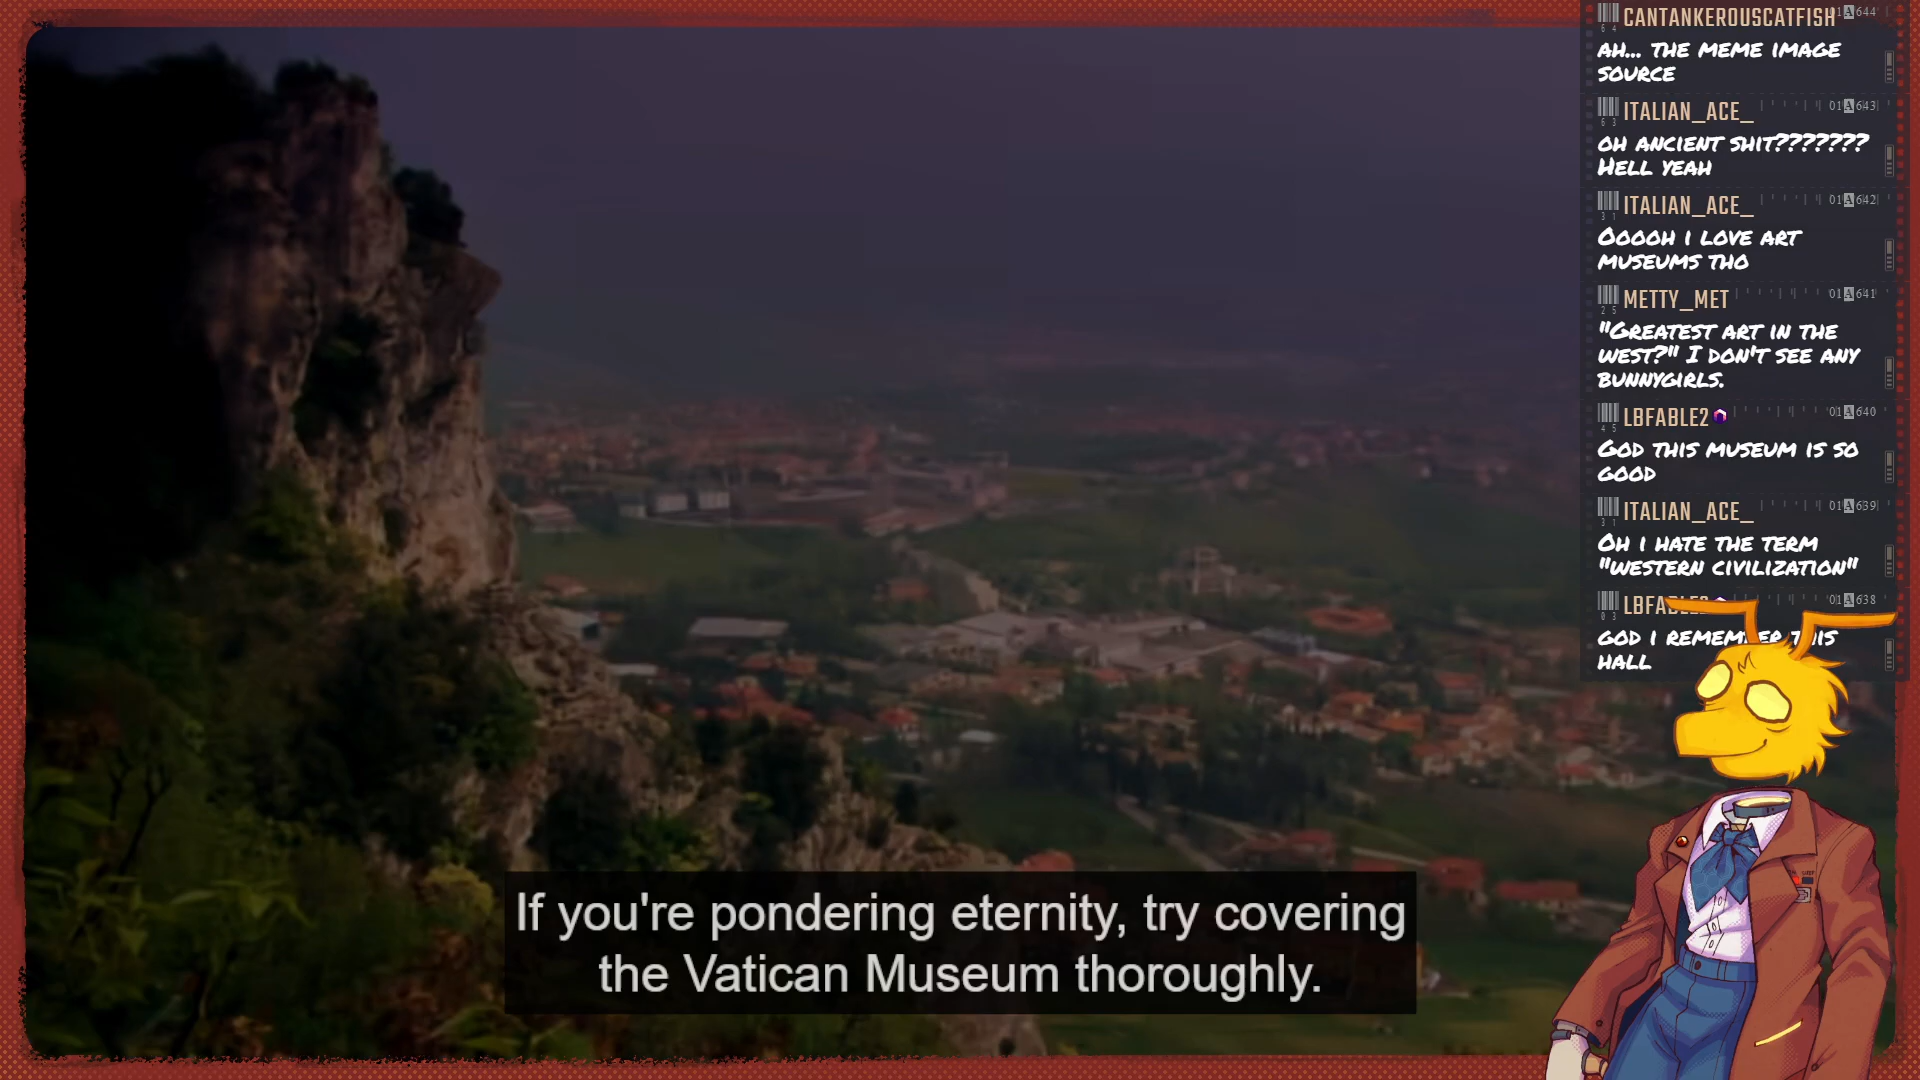 CANTANKEROUSCATFISH
AH... THE MEME IMAGE
SOURCE
ITALIAN_ACE_
OH ANCIENT SHIT???????
HELL YEAH
ITALIAN_ACE_
OOOOH I LOVE ART
MUSEUMS THO
METTY_MET
"GREATEST ART IN THE
WEST?" I DON'T SEE ANY
BUNNYGIRLS.
LBFABLE2
GOD THIS MUSEUM IS SO
GOOD
ITALIAN_ACE_
OH I HATE THE TERM
"WESTERN CIVILIZATION"
GOD I REMEMBER THIS
HALL
If you're pondering eternity, try covering
the Vatican Museum thoroughly.